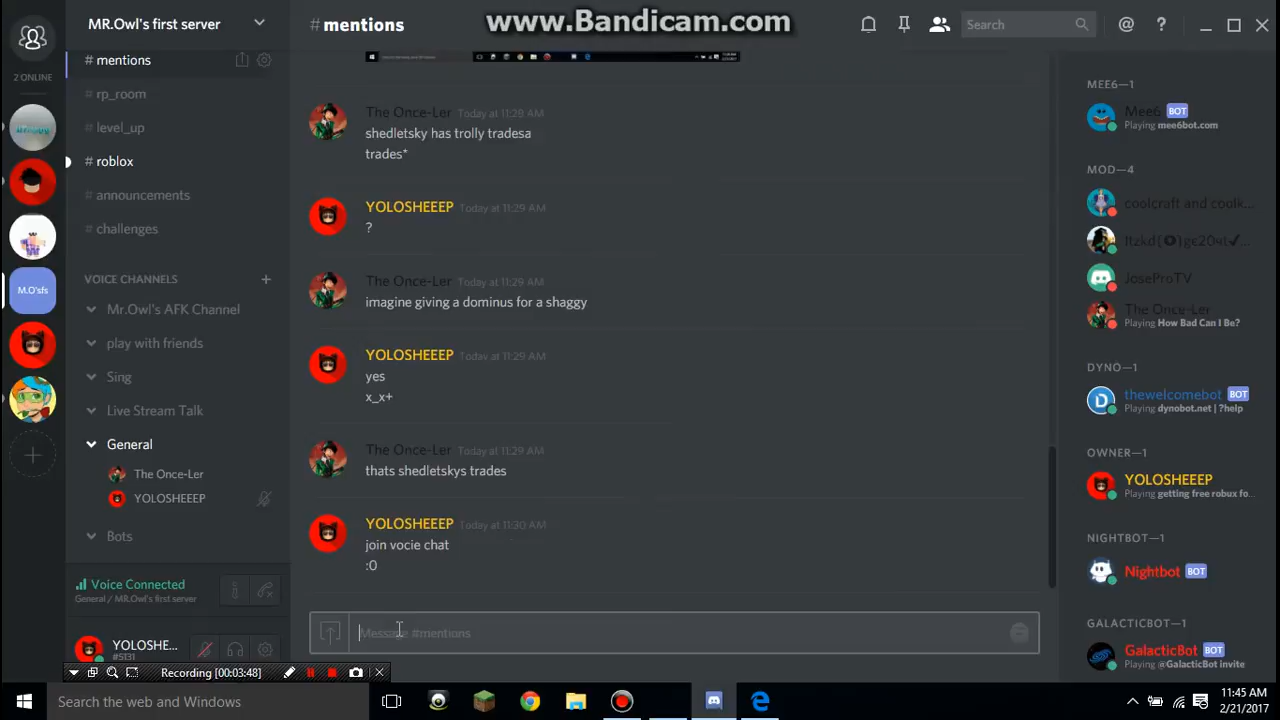 www.Bandicam.com
MR.Owl's first server
#mentions
Search
2 ONLINE
# mentions
# rp_room
# level_up
# roblox
# announcements
# challenges
VOICE CHANNELS
Mr.Owl's AFK Channel
play with friends
Sing
Live Stream Talk
General
The Once-Ler
YOLOSHEEEP
Bots
M.O'sfs
Voice Connected
General / MR.Owl's first server
YOLOSHE...
#5131
The Once-Ler Today at 11:28 AM
shedletsky has trolly tradesa
trades*
YOLOSHEEEP Today at 11:29 AM
?
The Once-Ler Today at 11:29 AM
imagine giving a dominus for a shaggy
YOLOSHEEEP Today at 11:29 AM
yes
x_x+
The Once-Ler Today at 11:29 AM
thats shedletskys trades
YOLOSHEEEP Today at 11:30 AM
join vocie chat
:0
Message #mentions
MEE6—1
Mee6 BOT
Playing mee6bot.com
MOD—4
coolcraft and coolk...
JoseProTV
The Once-Ler
Playing How Bad Can I Be?
DYNO—1
thewelcomebot BOT
Playing dynobot.net | ?help
OWNER—1
YOLOSHEEEP
Playing getting free robux fo...
NIGHTBOT—1
Nightbot BOT
GALACTICBOT—1
GalacticBot BOT
Playing @GalacticBot invite
Recording [00:03:48]
Search the web and Windows
11:45 AM
2/21/2017